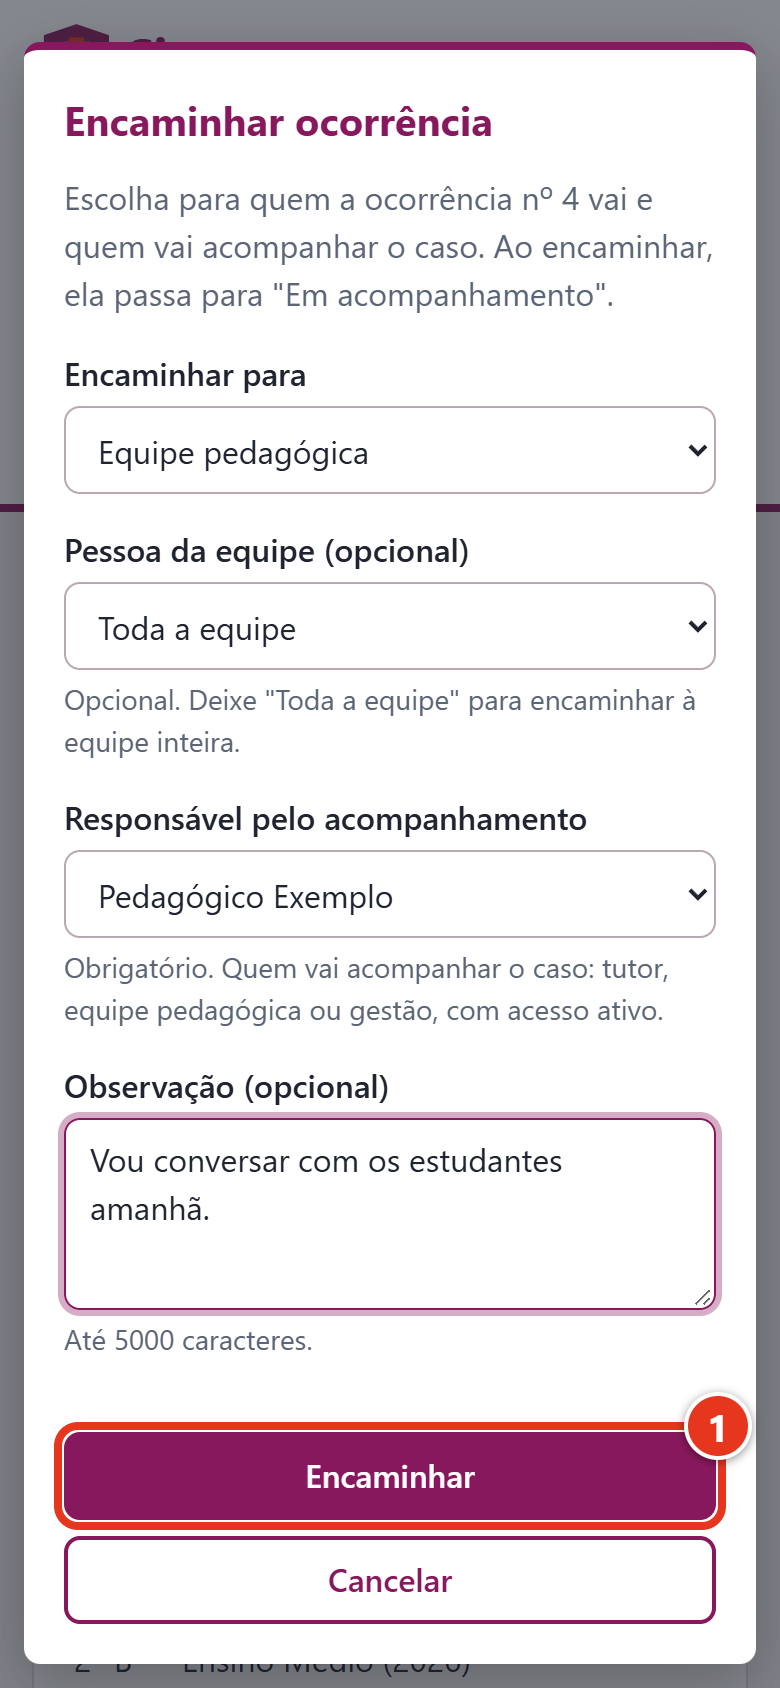 Encaminhar ocorrência
Escolha para quem a ocorrência nº 4 vai e
quem vai acompanhar o caso. Ao encaminhar,
ela passa para "Em acompanhamento".
Encaminhar para
Equipe pedagógica
Pessoa da equipe (opcional)
Toda a equipe
Opcional. Deixe "Toda a equipe" para encaminhar à
equipe inteira.
Responsável pelo acompanhamento
Pedagógico Exemplo
Obrigatório. Quem vai acompanhar o caso: tutor,
equipe pedagógica ou gestão, com acesso ativo.
Observação (opcional)
Vou conversar com os estudantes
amanhã.
Até 5000 caracteres.
1
Encaminhar
Cancelar
Ensino Médio (2026)